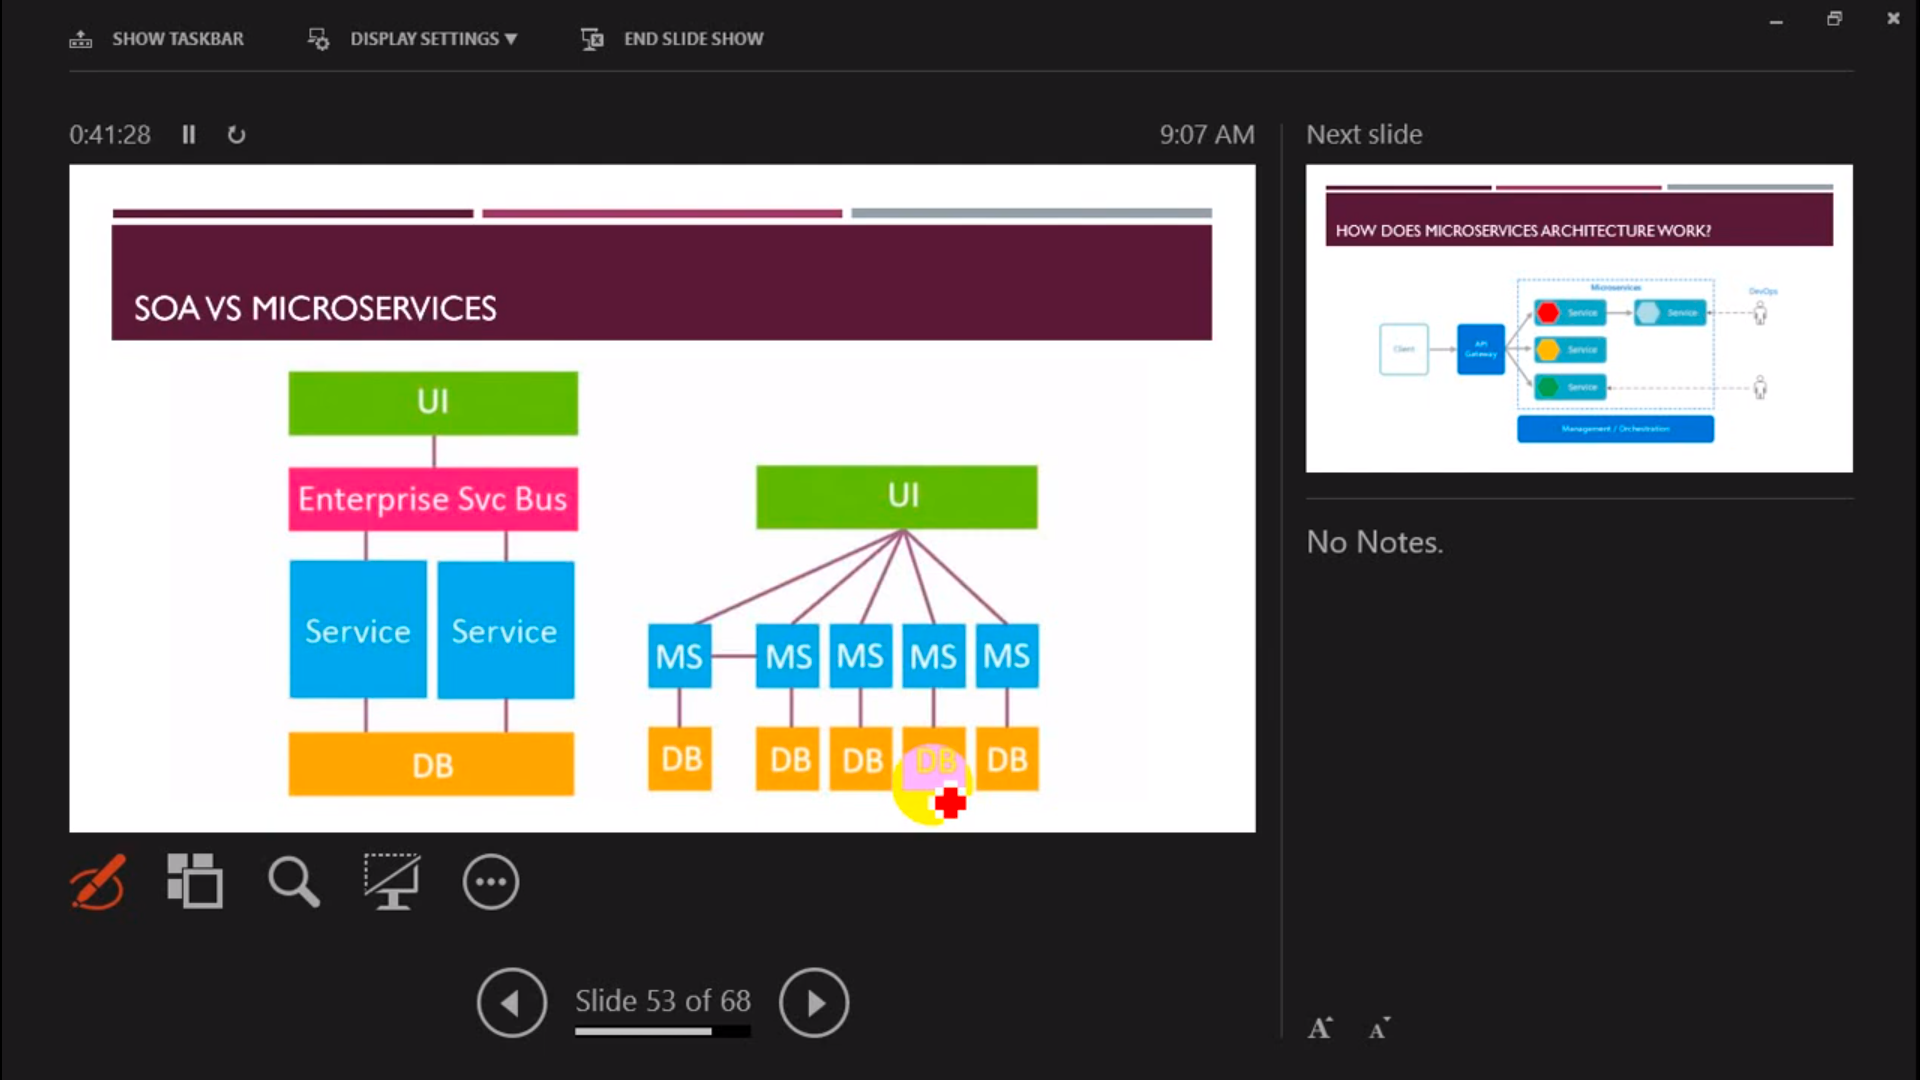 SHOW TASKBAR
DISPLAY SETTINGS
END SLIDE SHOW
0:41:28
9:07 AM
Next slide
SOA VS MICROSERVICES
UI
Enterprise Svc Bus
Service Service
DB
UI
MS MS MS MS MS
DB DB DB DB DB
HOW DOES MICROSERVICES ARCHITECTURE WORK?
Microservices
DevOps
Service Service
Client
API
Gateway
Service
Service
Management / Orchestration
No Notes.
Slide 53 of 68
A A